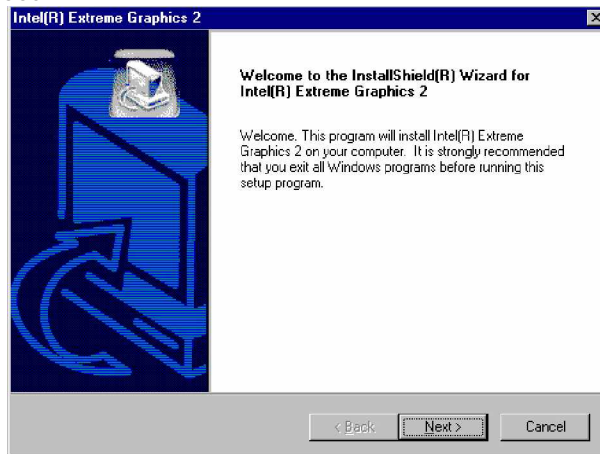 Intel(R) Extreme Graphics 2
Welcome to the InstallShield(R) Wizard for
Intel(R) Extreme Graphics 2
Welcome. This program will install Intel(R) Extreme
Graphics 2 on your computer. It is strongly recommended
that you exit all Windows programs before running this
setup program.
< Back
Next >
Cancel